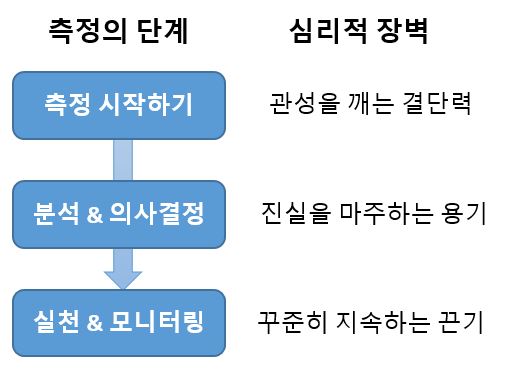 측정의 단계 심리적 장벽
측정 시작하기 관성을 깨는 결단력
분석 & 의사결정 진실을 마주하는 용기
실천 & 모니터링 꾸준히 지속하는 끈기